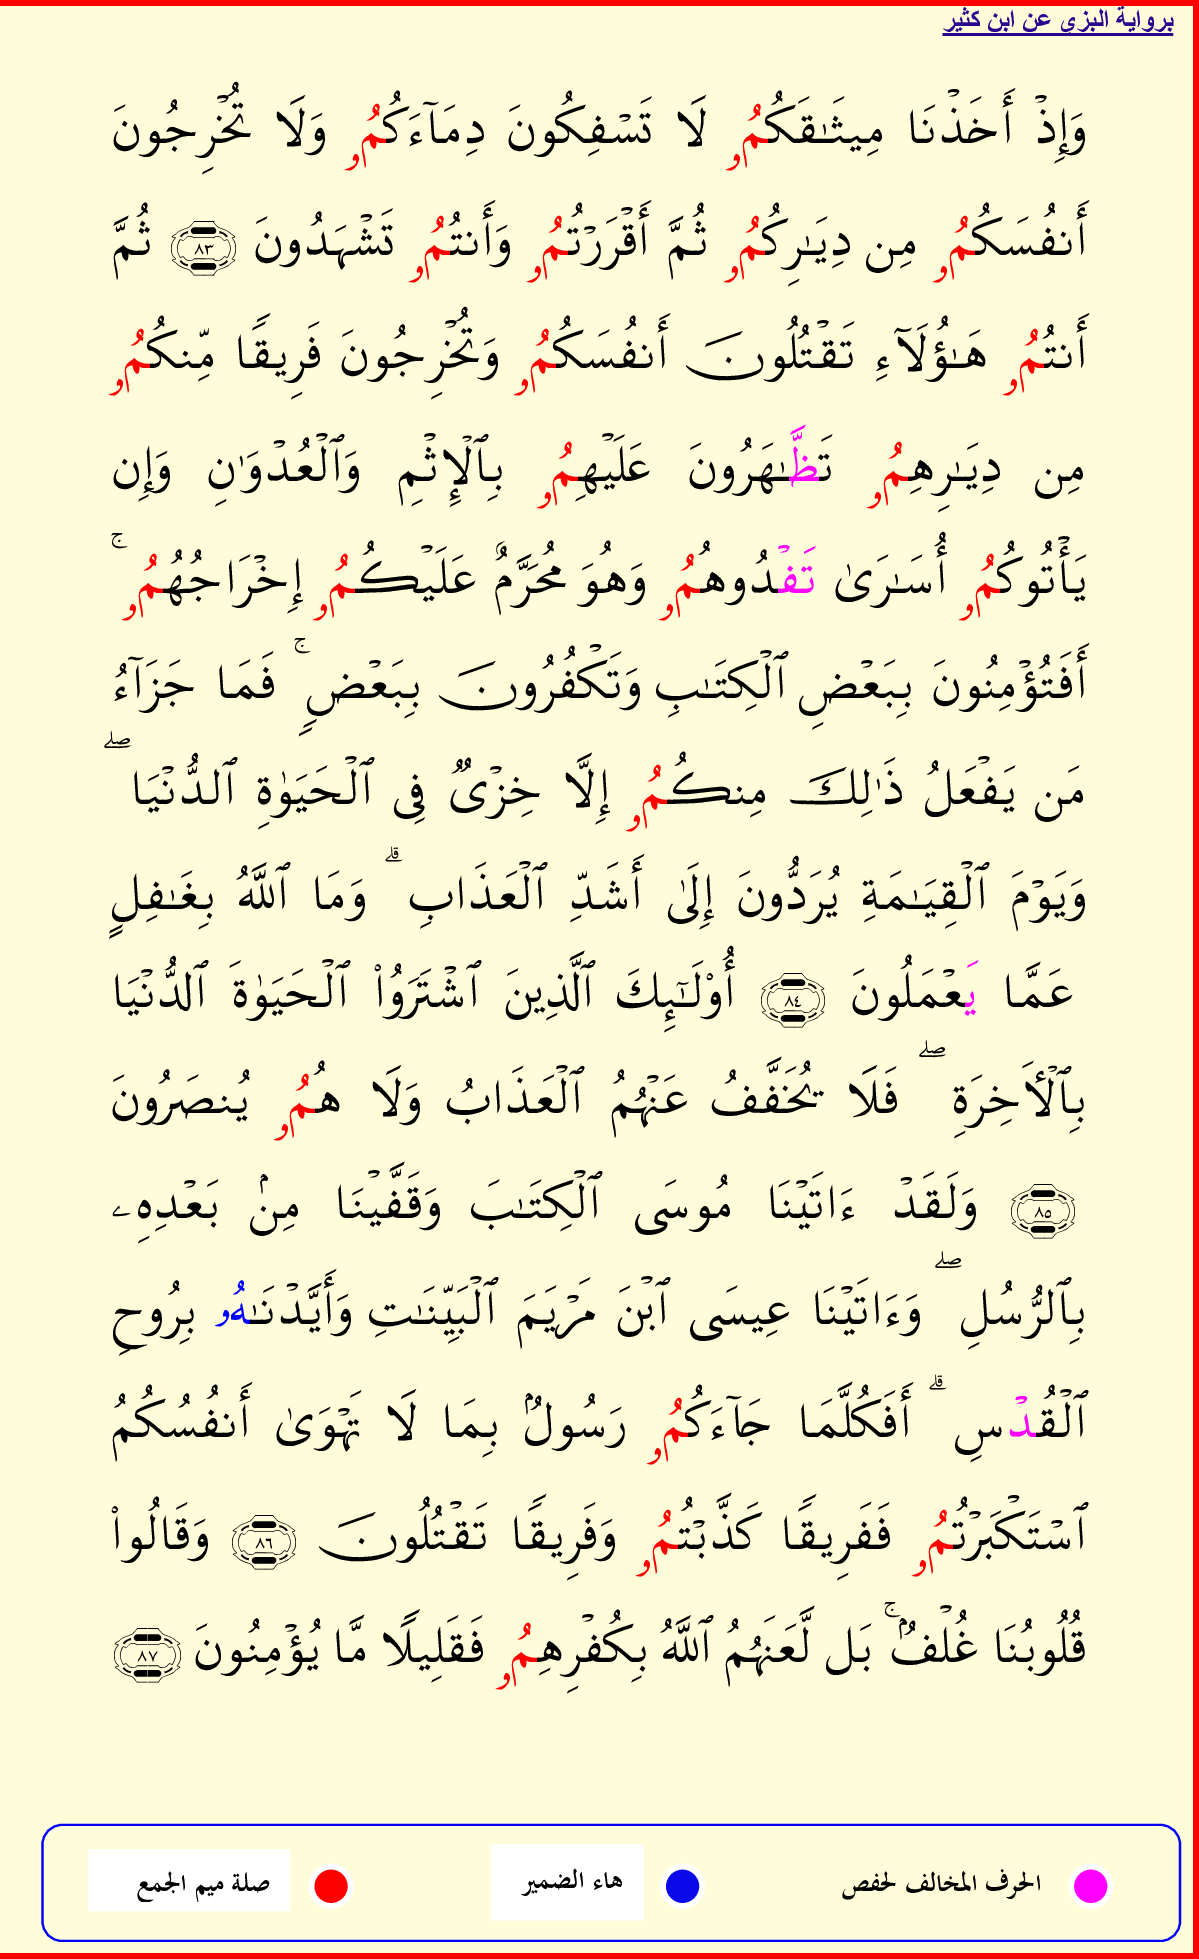 برواية البزي عن ابن كثير
وَإِذۡ أَخَذۡنَا مِيثَٰقَكُمُۥ لَا تَسۡفِكُونَ دِمَآءَكُمُۥ وَلَا تُخۡرِجُونَ
أَنفُسَكُمُۥ مِن دِيَٰرِكُمُۥ ثُمَّ أَقۡرَرۡتُمُۥ وَأَنتُمُۥ تَشۡهَدُونَ ٨٣ ثُمَّ
أَنتُمُۥ هَٰٓؤُلَآءِ تَقۡتُلُونَ أَنفُسَكُمُۥ وَتُخۡرِجُونَ فَرِيقٗا مِّنكُمُۥ
مِن دِيَٰرِهِمُۥ تَظَّٰهَرُونَ عَلَيۡهِمُۥ بِٱلۡإِثۡمِ وَٱلۡعُدۡوَٰنِ وَإِن
يَأۡتُوكُمُۥ أُسَٰرَىٰ تَفۡدُوهُمُۥ وَهُوَ مُحَرَّمٌ عَلَيۡكُمُۥ إِخۡرَاجُهُمُۥۚ
أَفَتُؤۡمِنُونَ بِبَعۡضِ ٱلۡكِتَٰبِ وَتَكۡفُرُونَ بِبَعۡضٖۚ فَمَا جَزَآءُ
مَن يَفۡعَلُ ذَٰلِكَ مِنكُمُۥ إِلَّا خِزۡيٞ فِي ٱلۡحَيَوٰةِ ٱلدُّنۡيَاۖ
وَيَوۡمَ ٱلۡقِيَٰمَةِ يُرَدُّونَ إِلَىٰ أَشَدِّ ٱلۡعَذَابِۗ وَمَا ٱللَّهُ بِغَٰفِلٍ
عَمَّا يَعۡمَلُونَ ٨٤ أُوْلَٰٓئِكَ ٱلَّذِينَ ٱشۡتَرَوُاْ ٱلۡحَيَوٰةَ ٱلدُّنۡيَا
بِٱلۡأٓخِرَةِۖ فَلَا يُخَفَّفُ عَنۡهُمُ ٱلۡعَذَابُ وَلَا هُمُۥ يُنصَرُونَ
٨٥ وَلَقَدۡ ءَاتَيۡنَا مُوسَى ٱلۡكِتَٰبَ وَقَفَّيۡنَا مِنۢ بَعۡدِهِۦ
بِٱلرُّسُلِۖ وَءَاتَيۡنَا عِيسَى ٱبۡنَ مَرۡيَمَ ٱلۡبَيِّنَٰتِ وَأَيَّدۡنَٰهُۥ بِرُوحِ
ٱلۡقُدۡسِۗ أَفَكُلَّمَا جَآءَكُمُۥ رَسُولُۢ بِمَا لَا تَهۡوَىٰٓ أَنفُسُكُمُ
ٱسۡتَكۡبَرۡتُمُۥ فَفَرِيقٗا كَذَّبۡتُمُۥ وَفَرِيقٗا تَقۡتُلُونَ ٨٦ وَقَالُواْ
قُلُوبُنَا غُلۡفُۢۚ بَل لَّعَنَهُمُ ٱللَّهُ بِكُفۡرِهِمُۥ فَقَلِيلٗا مَّا يُؤۡمِنُونَ ٨٧
الحرف المخالف لحفص هاء الضمير صلة ميم الجمع